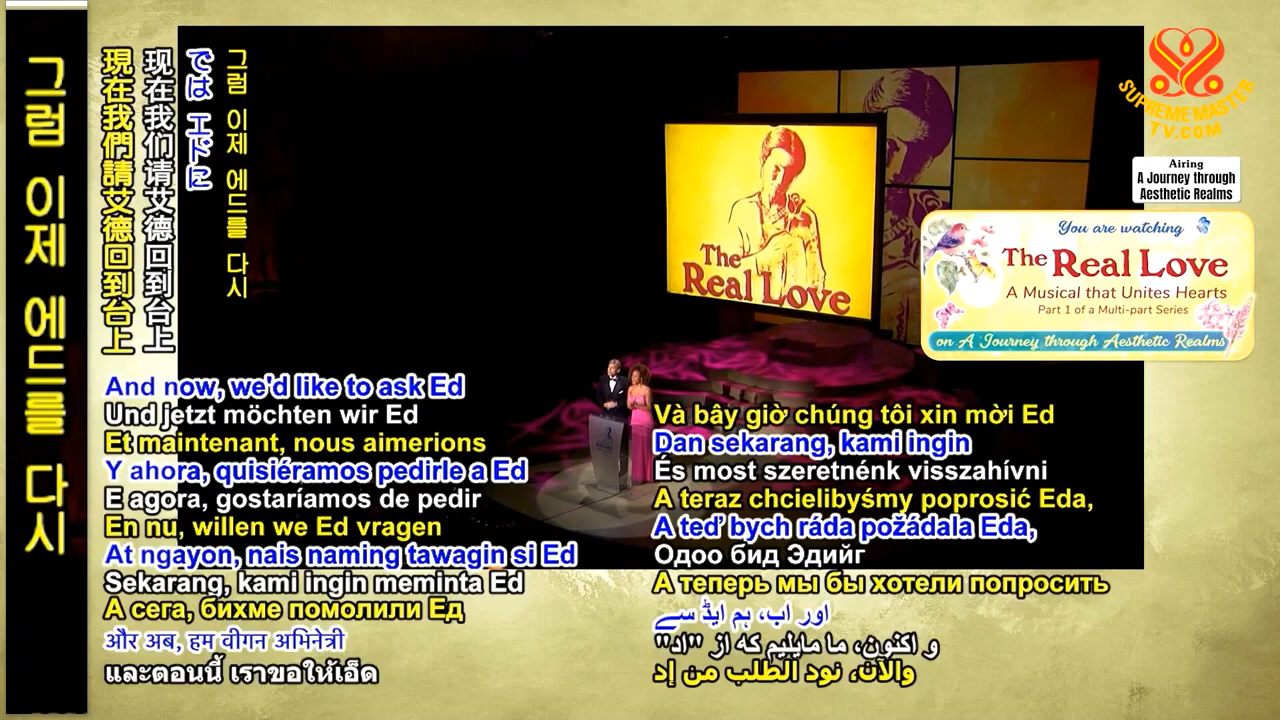 그럼 이제 에드를 다시
現在我們請艾德回到台上
现在我们请艾德回到台上
では エドに
그럼 이제 에드를 다시
And now, we'd like to ask Ed
Und jetzt möchten wir Ed
Et maintenant, nous aimerions
Y ahora, quisiéramos pedirle a Ed
E agora, gostaríamos de pedir
En nu, willen we Ed vragen
At ngayon, nais naming tawagin si Ed
Sekarang, kami ingin meminta Ed
А сега, бихме помолили Ед
और अब, हम वीगन अभिनेत्री
และตอนนี้ เราขอให้เอ็ด
Và bây giờ chúng tôi xin mời Ed
Dan sekarang, kami ingin
És most szeretnénk visszahívni
A teraz chcielibyśmy poprosić Eda,
A teď bych ráda požádala Eda,
Одоо бид Эдийг
А теперь мы бы хотели попросить
اور اب، ہم ایڈ سے
و اکنون، ما مایلیم که از "اد"
والآن، نود الطلب من إد
The
Real Love
SUPREME MASTER
TV.COM
Airing
A Journey through
Aesthetic Realms
You are watching
The Real Love
A Musical that Unites Hearts
Part 1 of a Multi-part Series
on A Journey through Aesthetic Realms